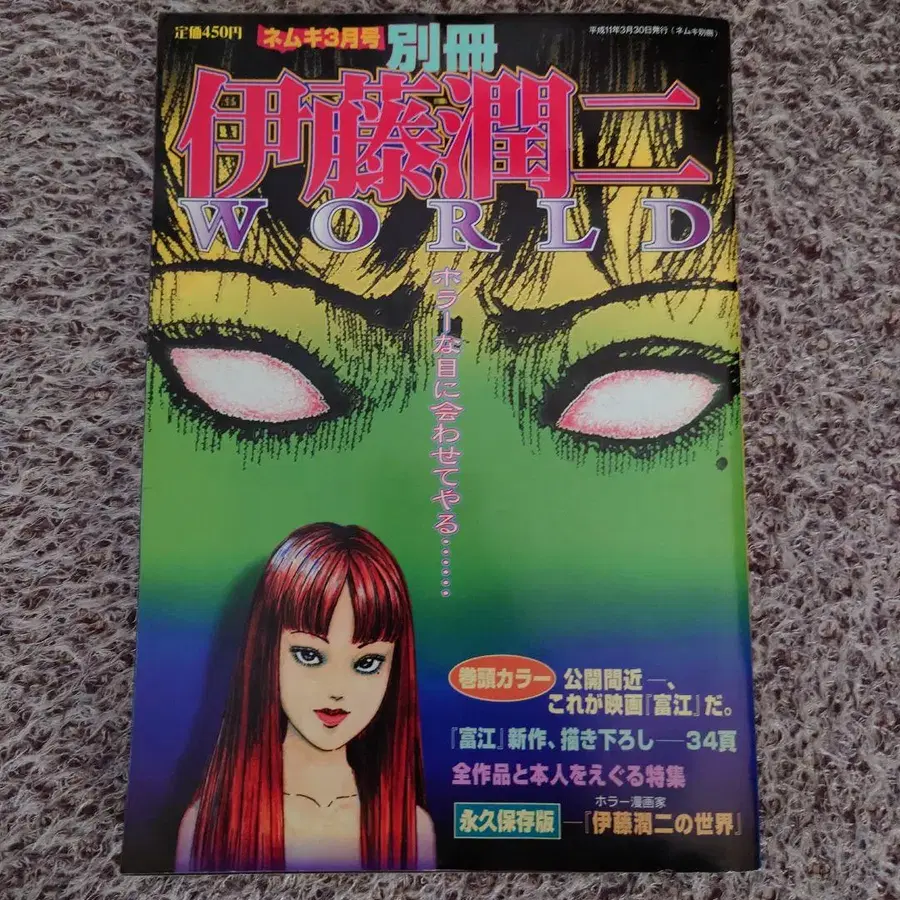 定価450円
ネムキ3月号
別冊
平成11年3月30日発行(ネムキ別冊)
伊藤潤二
WORLD
ホラーな目に会わせてやる……
巻頭カラー 公開間近―、
これが映画『富江』だ。
『富江』新作、描き下ろし――34頁
全作品と本人をえぐる特集
ホラー漫画家
永久保存版―『伊藤潤二の世界』